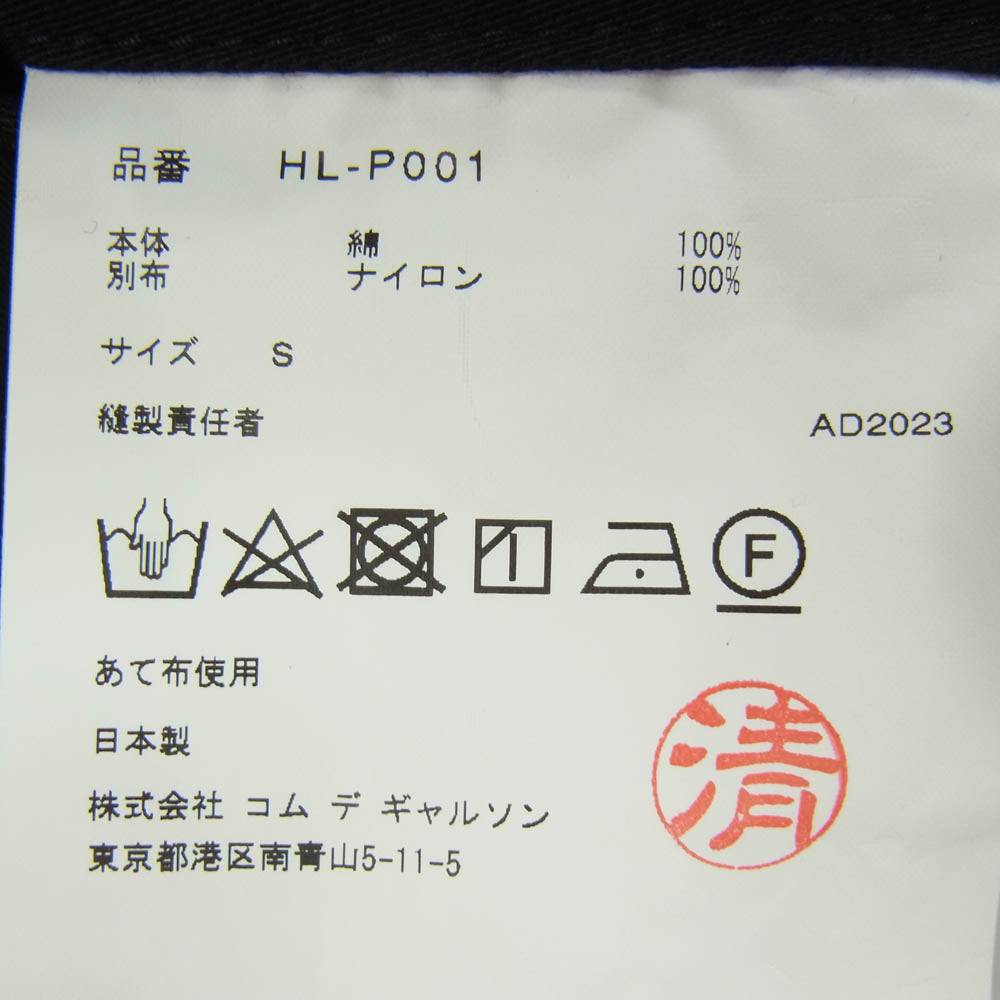 品番 HL-P001
本体 綿 100%
別布 ナイロン 100%
サイズ S
縫製責任者 AD2023
F
あて布使用
日本製
清
株式会社 コム デ ギャルソン
東京都港区南青山5-11-5